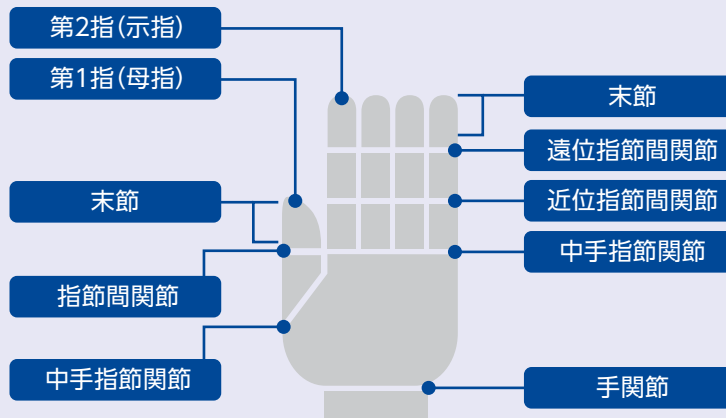 第2指(示指)
第1指(母指)
末節
指節間関節
中手指節関節
末節
遠位指節間関節
近位指節間関節
中手指節関節
手関節